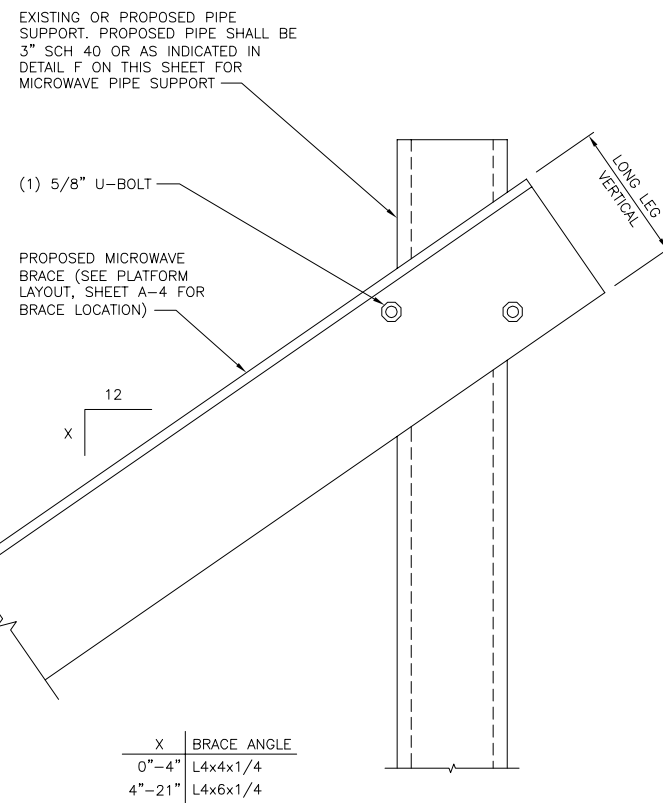 EXISTING OR PROPOSED PIPE
SUPPORT. PROPOSED PIPE SHALL BE
3" SCH 40 OR AS INDICATED IN
DETAIL F ON THIS SHEET FOR
MICROWAVE PIPE SUPPORT
LONG LEG
VERTICAL
(1) 5/8" U-BOLT
PROPOSED MICROWAVE
BRACE (SEE PLATFORM
LAYOUT, SHEET A-4 FOR
BRACE LOCATION)
12
X
X BRACE ANGLE
0"-4" L4x4x1/4
4"-21" L4x6x1/4